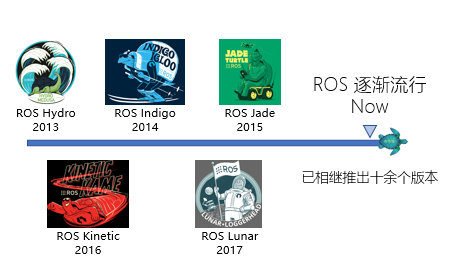 HYDRO
MEDUSA
INDIGO
IGLOO
JADE
TURTLE
ROS
ROS Hydro
2013
ROS Indigo
2014
ROS Jade
2015
ROS 逐渐流行
Now
已相继推出十余个版本
KINETIC
KAME
ROS
ROS
LUNAR•LOGGERHEAD
ROS Kinetic
2016
ROS Lunar
2017